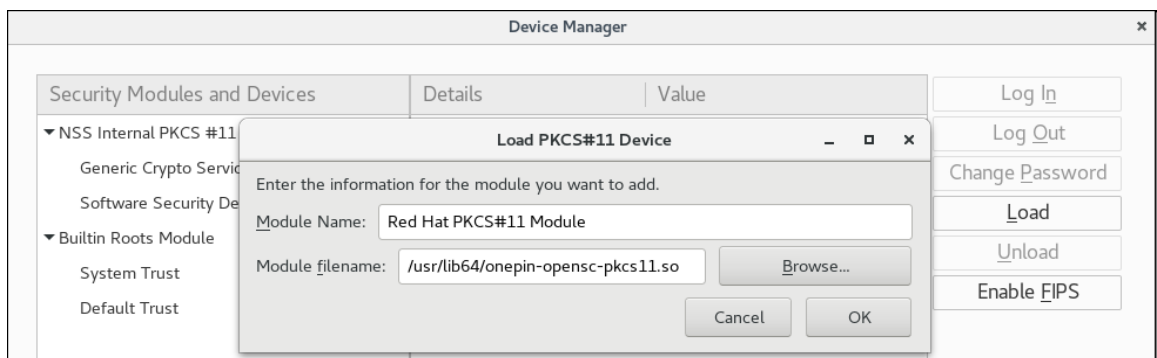 Device Manager
Security Modules and Devices Details Value Log In
NSS Internal PKCS #11 Load PKCS#11 Device Log Out
Generic Crypto Enter the information for the module you want to add. Change Password
Software Security Module Name: Red Hat PKCS#11 Module Load
Builtin Roots Module
System Trust Module filename: /usr/lib64/onepin-opensc-pkcs11.so Browse... Unload
Default Trust Cancel OK Enable FIPS